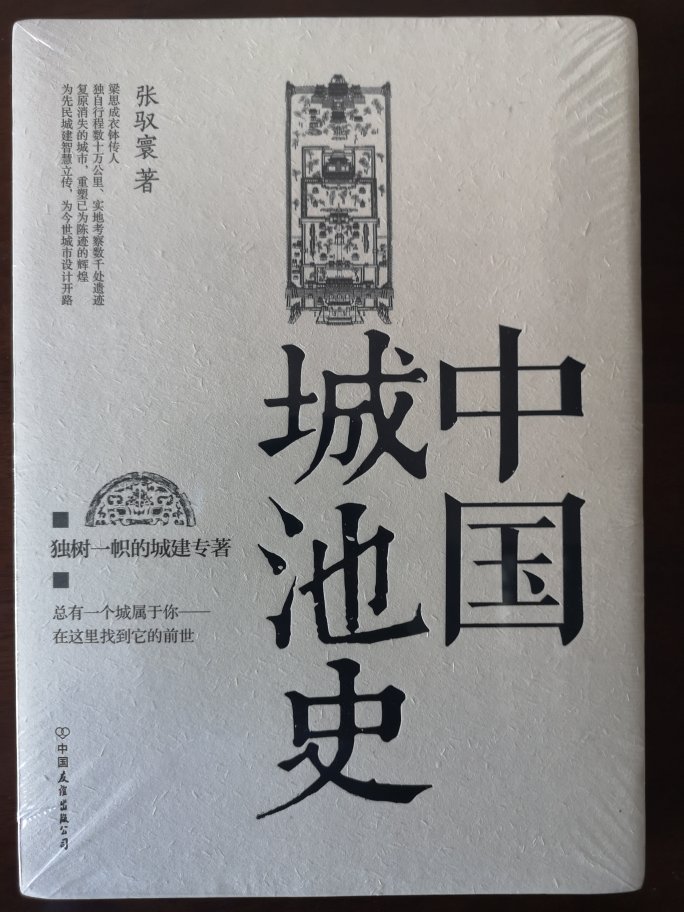 中国
城池史
张驭寰 著
梁思成衣钵传人
独自行程数十万公里、实地考察数千处遗迹
复原消失的城市，重塑已为陈迹的辉煌
为先民城建智慧立传，为今世城市设计开路
独树一帜的城建专著
总有一个城属于你——
在这里找到它的前世
中国友谊出版公司